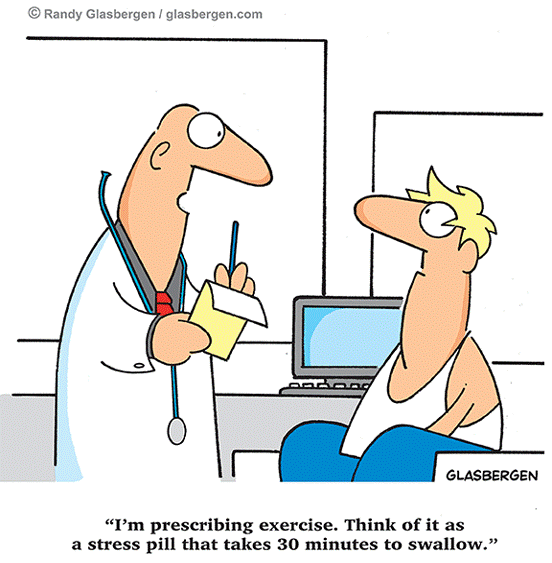 © Randy Glasbergen / glasbergen.com
GLASBERGEN
“I’m prescribing exercise. Think of it as
a stress pill that takes 30 minutes to swallow.”